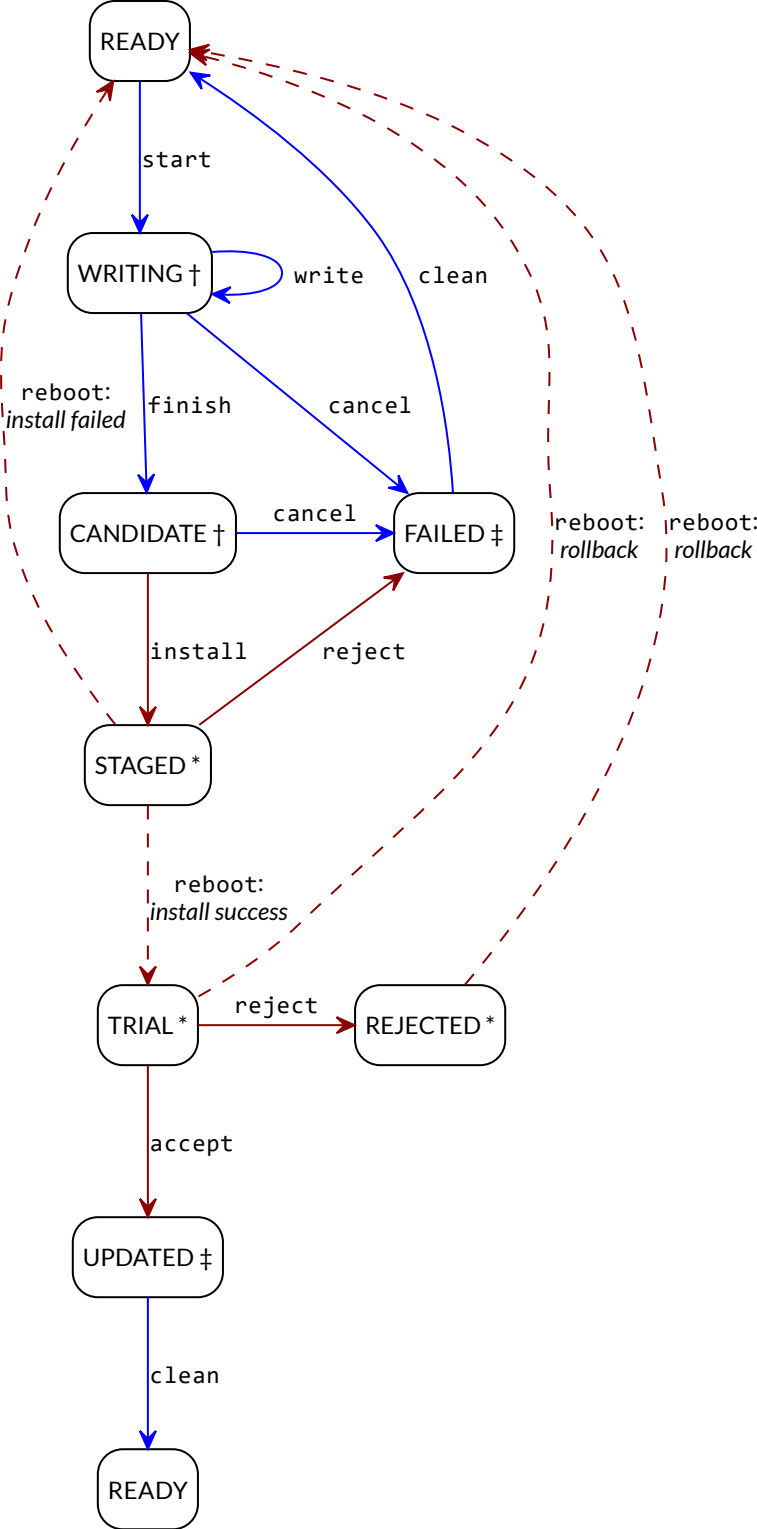 READY
start
WRITING †
write
clean
reboot:
install failed
finish
cancel
CANDIDATE †
cancel
FAILED ‡
reboot:
rollback
reboot:
rollback
install
reject
STAGED *
reboot:
install success
TRIAL *
reject
REJECTED *
accept
UPDATED ‡
clean
READY